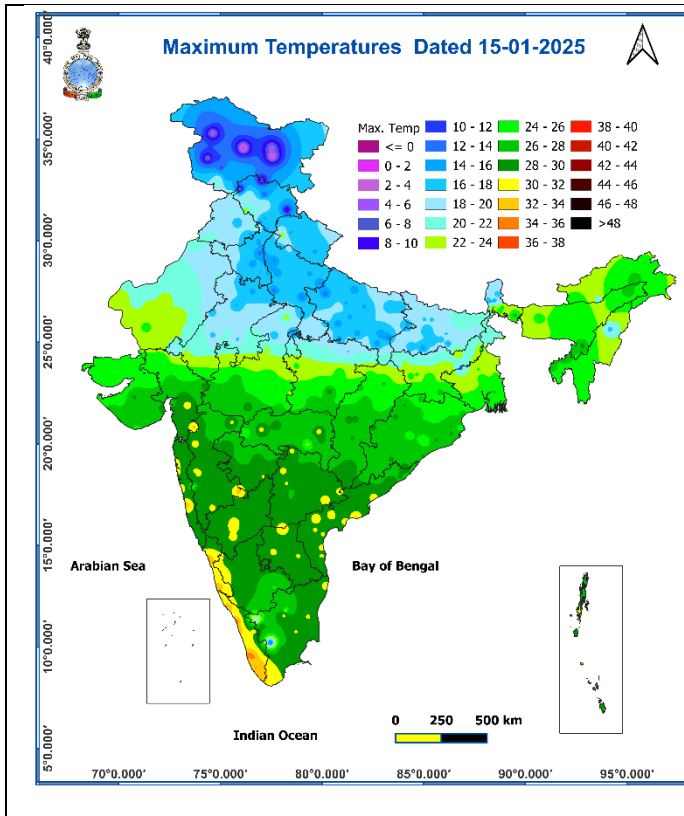 Maximum Temperatures Dated 15-01-2025
Max. Temp
<= 0
0 - 2
2 - 4
4 - 6
6 - 8
8 - 10
10 - 12
12 - 14
14 - 16
16 - 18
18 - 20
20 - 22
22 - 24
24 - 26
26 - 28
28 - 30
30 - 32
32 - 34
34 - 36
36 - 38
38 - 40
40 - 42
42 - 44
44 - 46
46 - 48
>48
40°0.000'
35°0.000'
30°0.000'
25°0.000'
20°0.000'
15°0.000'
10°0.000'
5°0.000'
Arabian Sea
Bay of Bengal
Indian Ocean
0 250 500 km
70°0.000' 75°0.000' 80°0.000' 85°0.000' 90°0.000' 95°0.000'